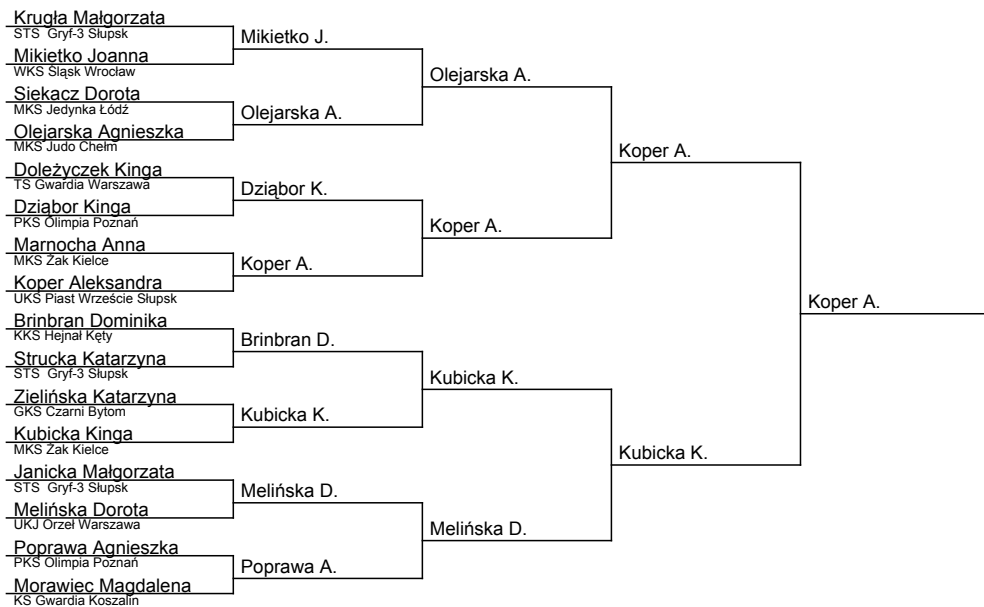 Krugła Małgorzata
STS  Gryf-3 Słupsk
Mikietko J.
Mikietko Joanna
WKS Śląsk Wrocław
Olejarska A.
Siekacz Dorota
MKS Jedynka Łódź
Olejarska A.
Olejarska Agnieszka
MKS Judo Chełm
Koper A.
Doleżyczek Kinga
TS Gwardia Warszawa
Dziąbor K.
Dziąbor Kinga
PKS Olimpia Poznań
Koper A.
Marnocha Anna
MKS Żak Kielce
Koper A.
Koper Aleksandra
UKS Piast Wrzeście Słupsk
Koper A.
Brinbran Dominika
KKS Hejnał Kęty
Brinbran D.
Strucka Katarzyna
STS  Gryf-3 Słupsk
Kubicka K.
Zielińska Katarzyna
GKS Czarni Bytom
Kubicka K.
Kubicka Kinga
MKS Żak Kielce
Kubicka K.
Janicka Małgorzata
STS  Gryf-3 Słupsk
Melińska D.
Melińska Dorota
UKJ Orzeł Warszawa
Melińska D.
Poprawa Agnieszka
PKS Olimpia Poznań
Poprawa A.
Morawiec Magdalena
KS Gwardia Koszalin